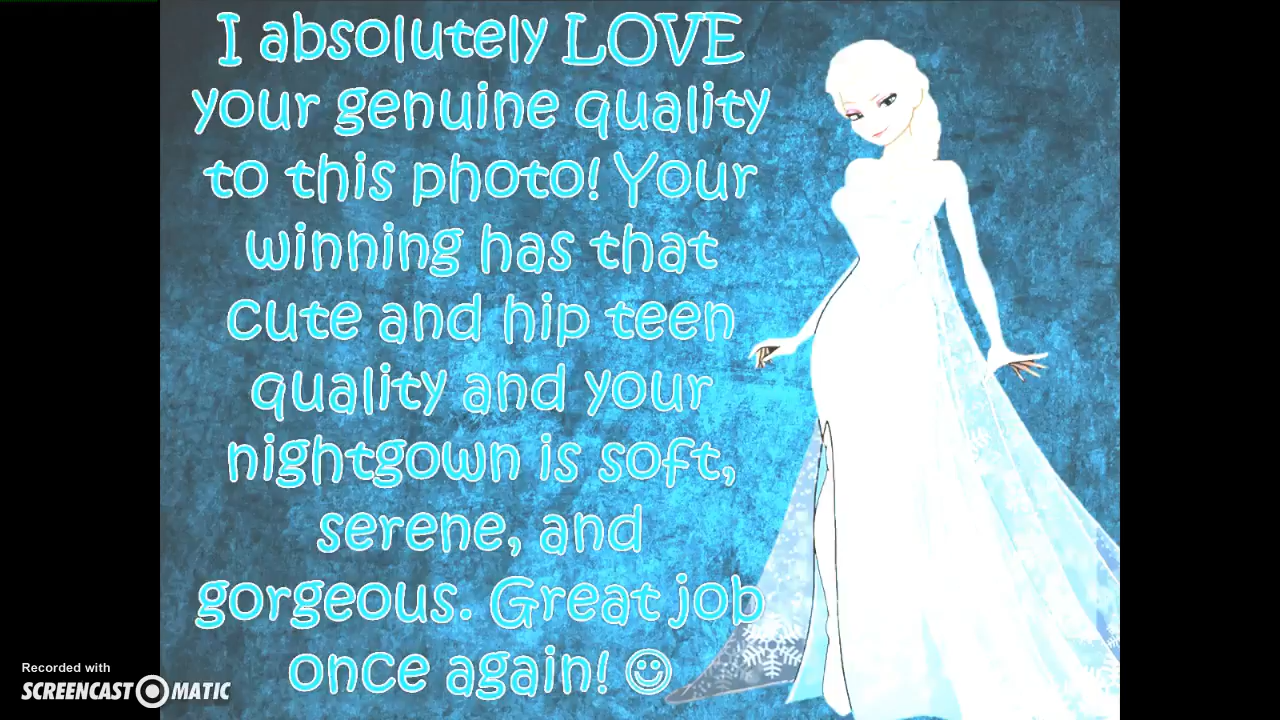 I absolutely LOVE
your genuine quality
to this photo! Your
winning has that
cute and hip teen
quality and your
nightgown is soft,
serene, and
gorgeous. Great job
once again! ☺
Recorded with
SCREENCAST-O-MATIC